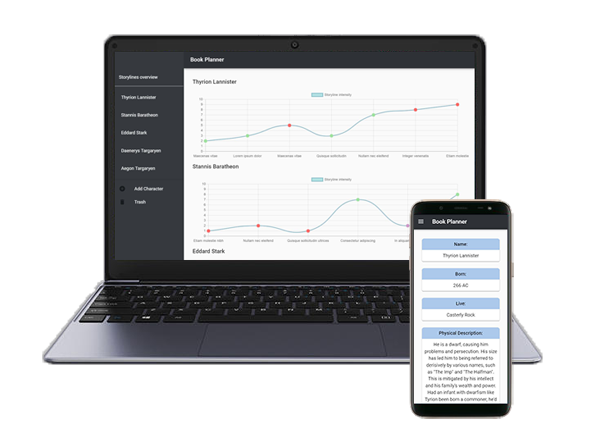 Book Planner
Storylines overview
Thyrion Lannister
Stannis Baratheon
Eddard Stark
Daenerys Targaryen
Aegon Targaryen
Add Character
Trash
Thyrion Lannister
Storyline intensity
10
9
8
7
6
5
4
3
2
1
0
Maecenas vitae
Lorem ipsum dolor
Maecenas vitae
Quisque sollicitudin
Nullam nec eleifend
Integer venenatis
Etiam molestie
Stannis Baratheon
Storyline intensity
10
9
8
7
6
5
4
3
2
1
0
Etiam molestie nibh
Nullam nec eleifend
Quisque sollicitudin ultrices
Consectetur adipiscing
In aliquam
Eddard Stark
Book Planner
Name:
Thyrion Lannister
Born:
266 AC
Live:
Casterly Rock
Physical Description:
He is a dwarf, causing him
problems and persecution. His size
has led him to being referred to
derisively by various names, such
as "The Imp" and "The Halfman".
This is mitigated by his intellect
and his family's wealth and power.
Had an infant with dwarfism like
Tyrion been born a commoner, he'd